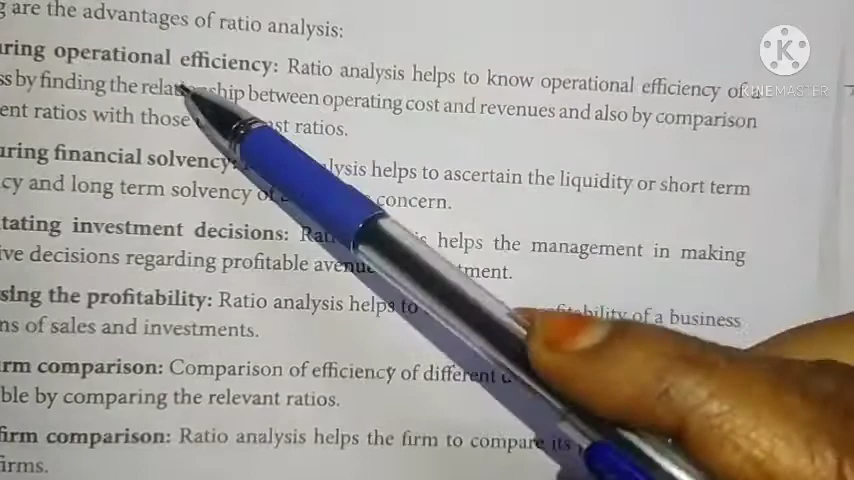 g are the advantages of ratio analysis:
uring operational efficiency: Ratio analysis helps to know operational efficiency of a
ss by finding the relationship between operating cost and revenues and also by comparison
ent ratios with those st ratios.
uring financial solvency: lysis helps to ascertain the liquidity or short term
cy and long term solvency of concern.
tating investment decisions: helps the management in making
ive decisions regarding profitable tment.
sing the profitability: Ratio analysis helps to of a business
ns of sales and investments.
rm comparison: Comparison of efficiency of different
ble by comparing the relevant ratios.
firm comparison: Ratio analysis helps the firm to compare its
irms.
KINEMASTER